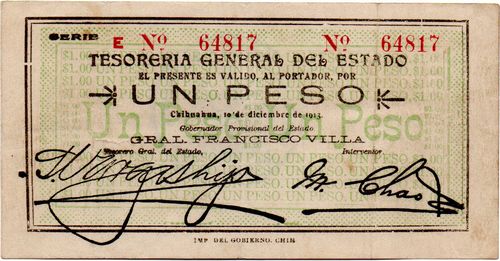 SERIE E Nº 64817 Nº 64817
TESORERIA GENERAL DEL ESTADO
EL PRESENTE ES VALIDO, AL PORTADOR, POR
UN PESO
Chihuahua, 10 de diciembre de 1913.
Gobernador Provisional del Estado.
GRAL. FRANCISCO VILLA
Tesorero Gral. del Estado, Interventor
M. Chao
IMP. DEL GOBIERNO. CHIH